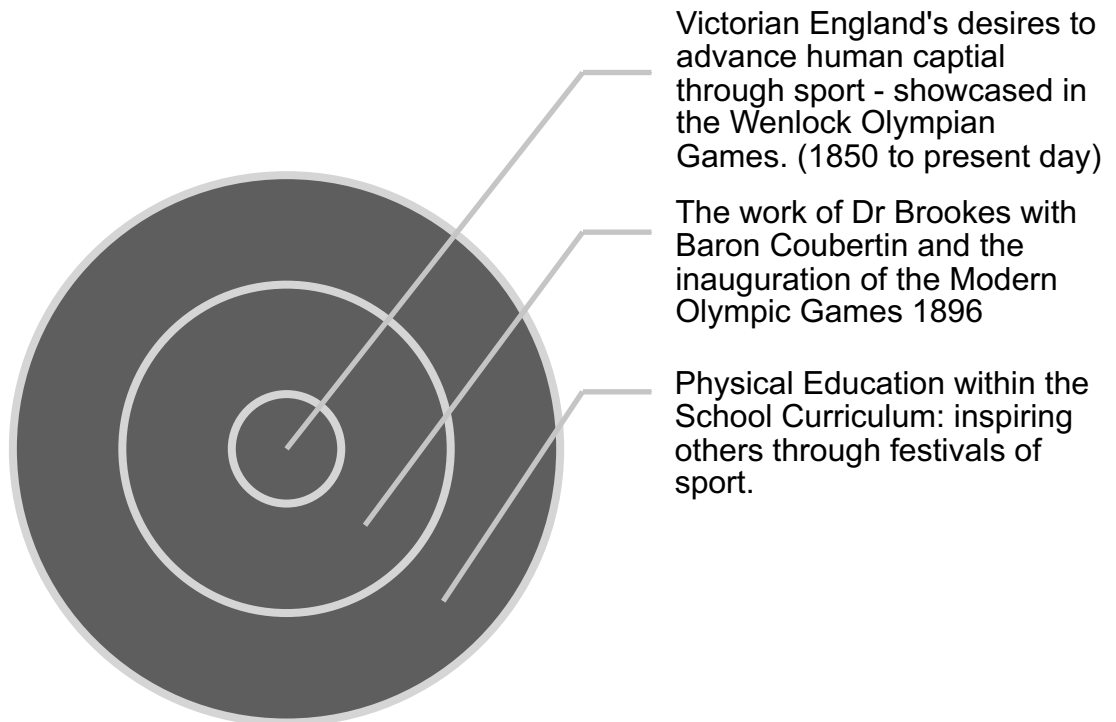 Victorian England's desires to
advance human captial
through sport - showcased in
the Wenlock Olympian
Games. (1850 to present day)
The work of Dr Brookes with
Baron Coubertin and the
inauguration of the Modern
Olympic Games 1896
Physical Education within the
School Curriculum: inspiring
others through festivals of
sport.